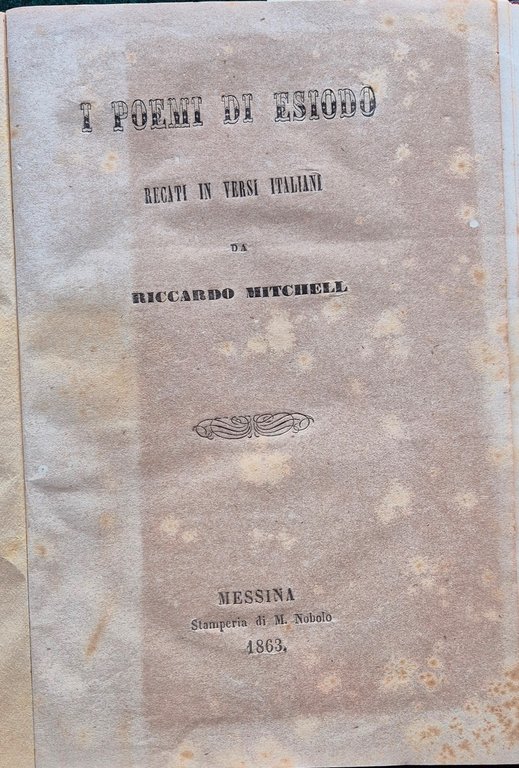 I POEMI DI ESIODO
RECATI IN VERSI ITALIANI
DA
RICCARDO MITCHELL
MESSINA
Stamperia di M. Nobolo
1863.